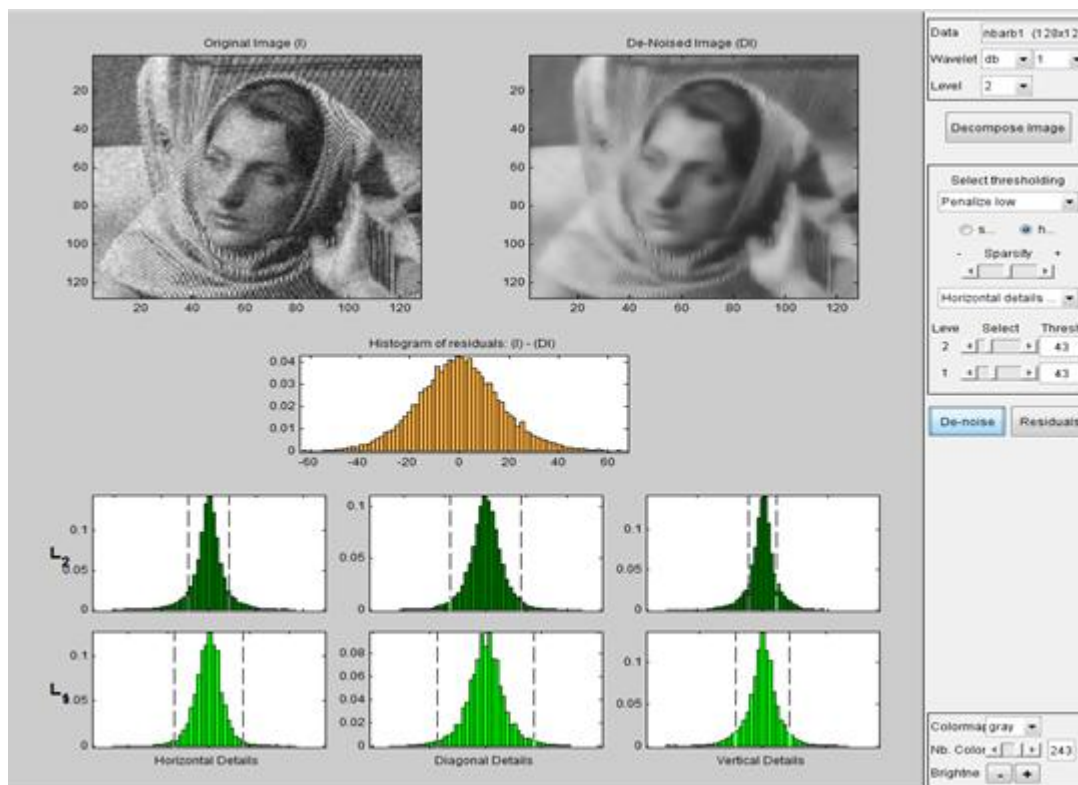 Original Image (I)
De-Noised Image (DI)
20
40
60
80
100
120
20 40 60 80 100 120
20
40
60
80
100
120
20 40 60 80 100 120
Histogram of residuals: (I) - (DI)
0.04
0.03
0.02
0.01
0
-60 -40 -20 0 20 40 60
L2
0.1
0.05
0
0.1
0.05
0
0.1
0.05
0
L1
0.1
0.05
0
0.08
0.06
0.04
0.02
0
0.1
0.05
0
Horizontal Details
Diagonal Details
Vertical Details
Data nbarb1 (128x12
Wavelet db 1
Level 2
Decompose Image
Select thresholding
Penalize low
s... h...
- Sparsity +
Horizontal details ...
Leve Select Thresh
2 43
1 43
De-noise Residuals
Colormap gray
Nb. Color 243
Brightne - +